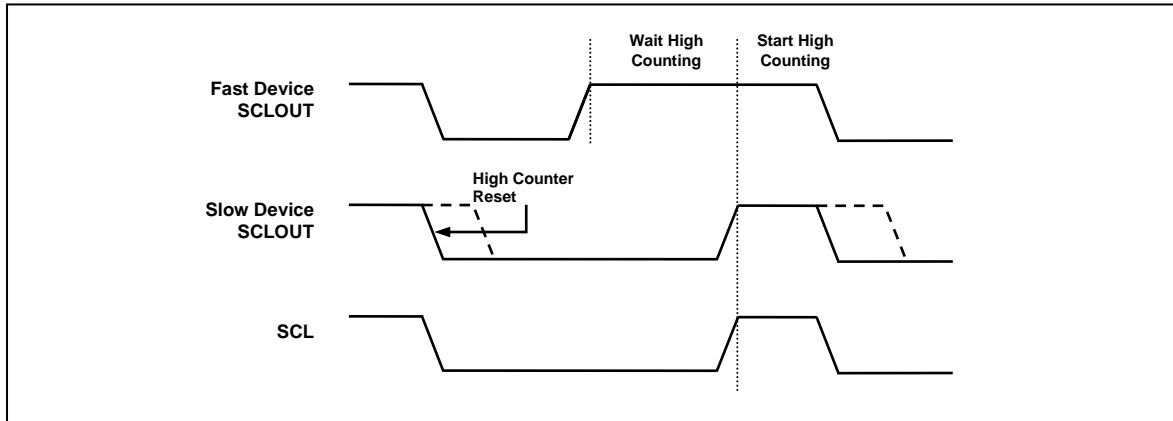 Wait High
Counting
Start High
Counting
Fast Device
SCLOUT
High Counter
Reset
Slow Device
SCLOUT
SCL